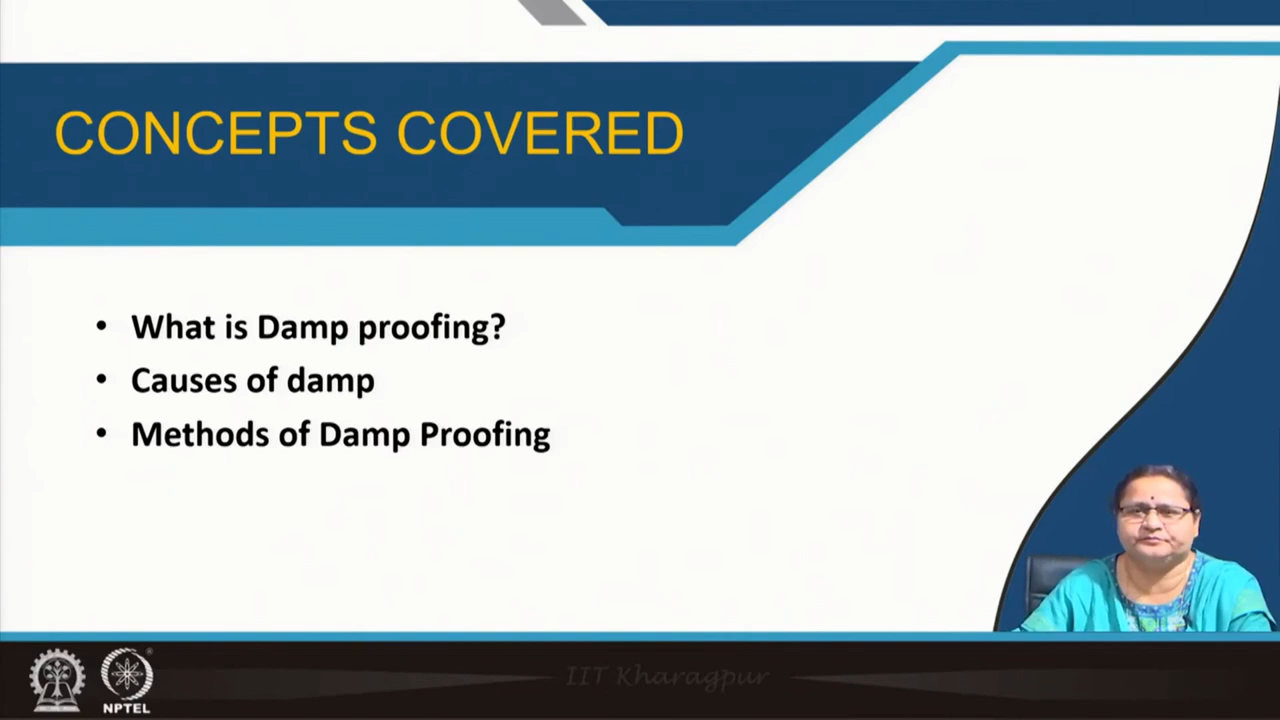 CONCEPTS COVERED
• What is Damp proofing?
• Causes of damp
• Methods of Damp Proofing
IIT Kharagpur
NPTEL